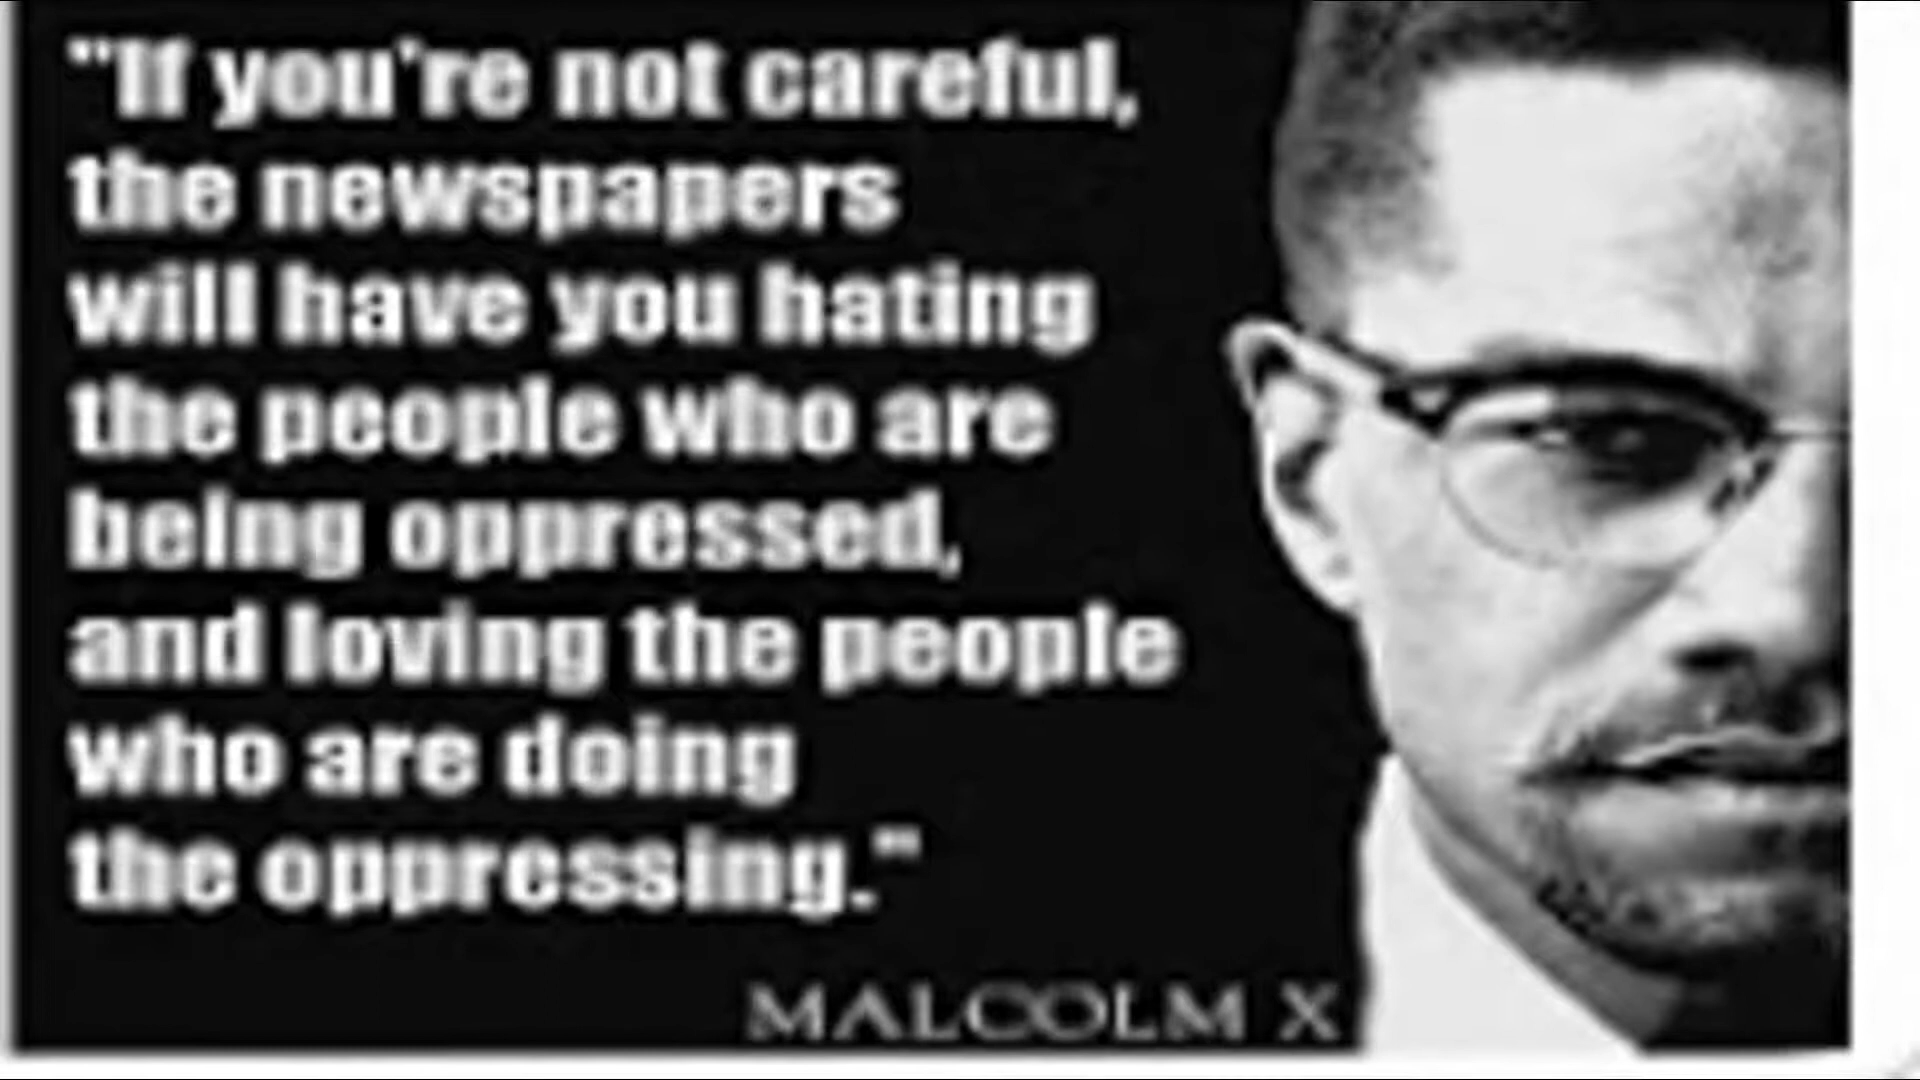 "If you're not careful,
the newspapers
will have you hating
the people who are
being oppressed,
and loving the people
who are doing
the oppressing."
MALCOLM X